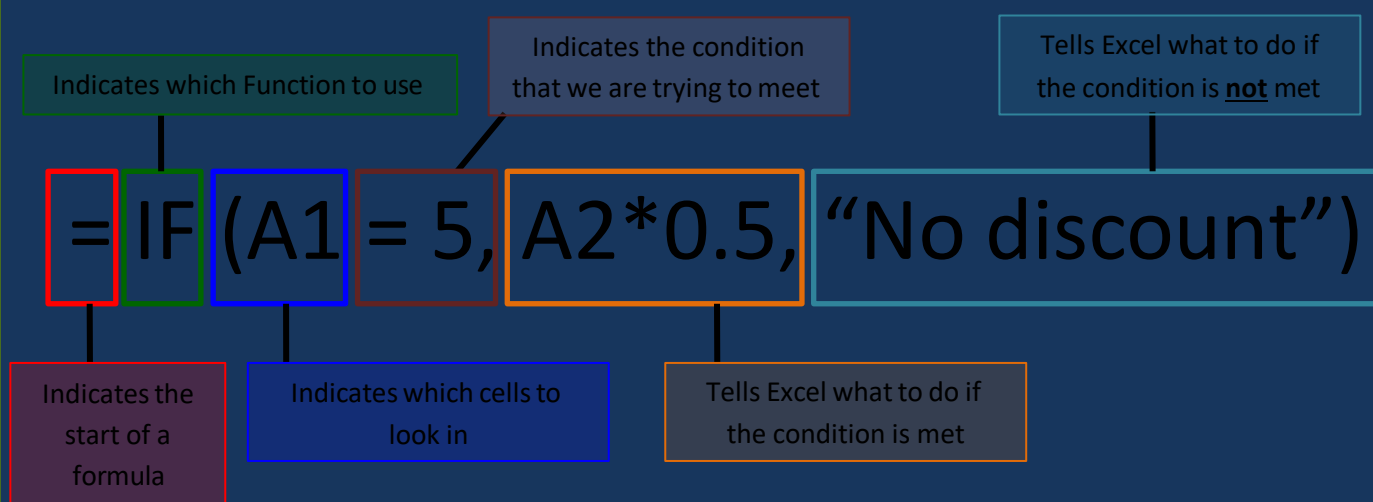 Indicates which Function to use
Indicates the condition
that we are trying to meet
Tells Excel what to do if
the condition is not met
= IF (A1 = 5, A2*0.5, “No discount”)
Indicates the
start of a
formula
Indicates which cells to
look in
Tells Excel what to do if
the condition is met